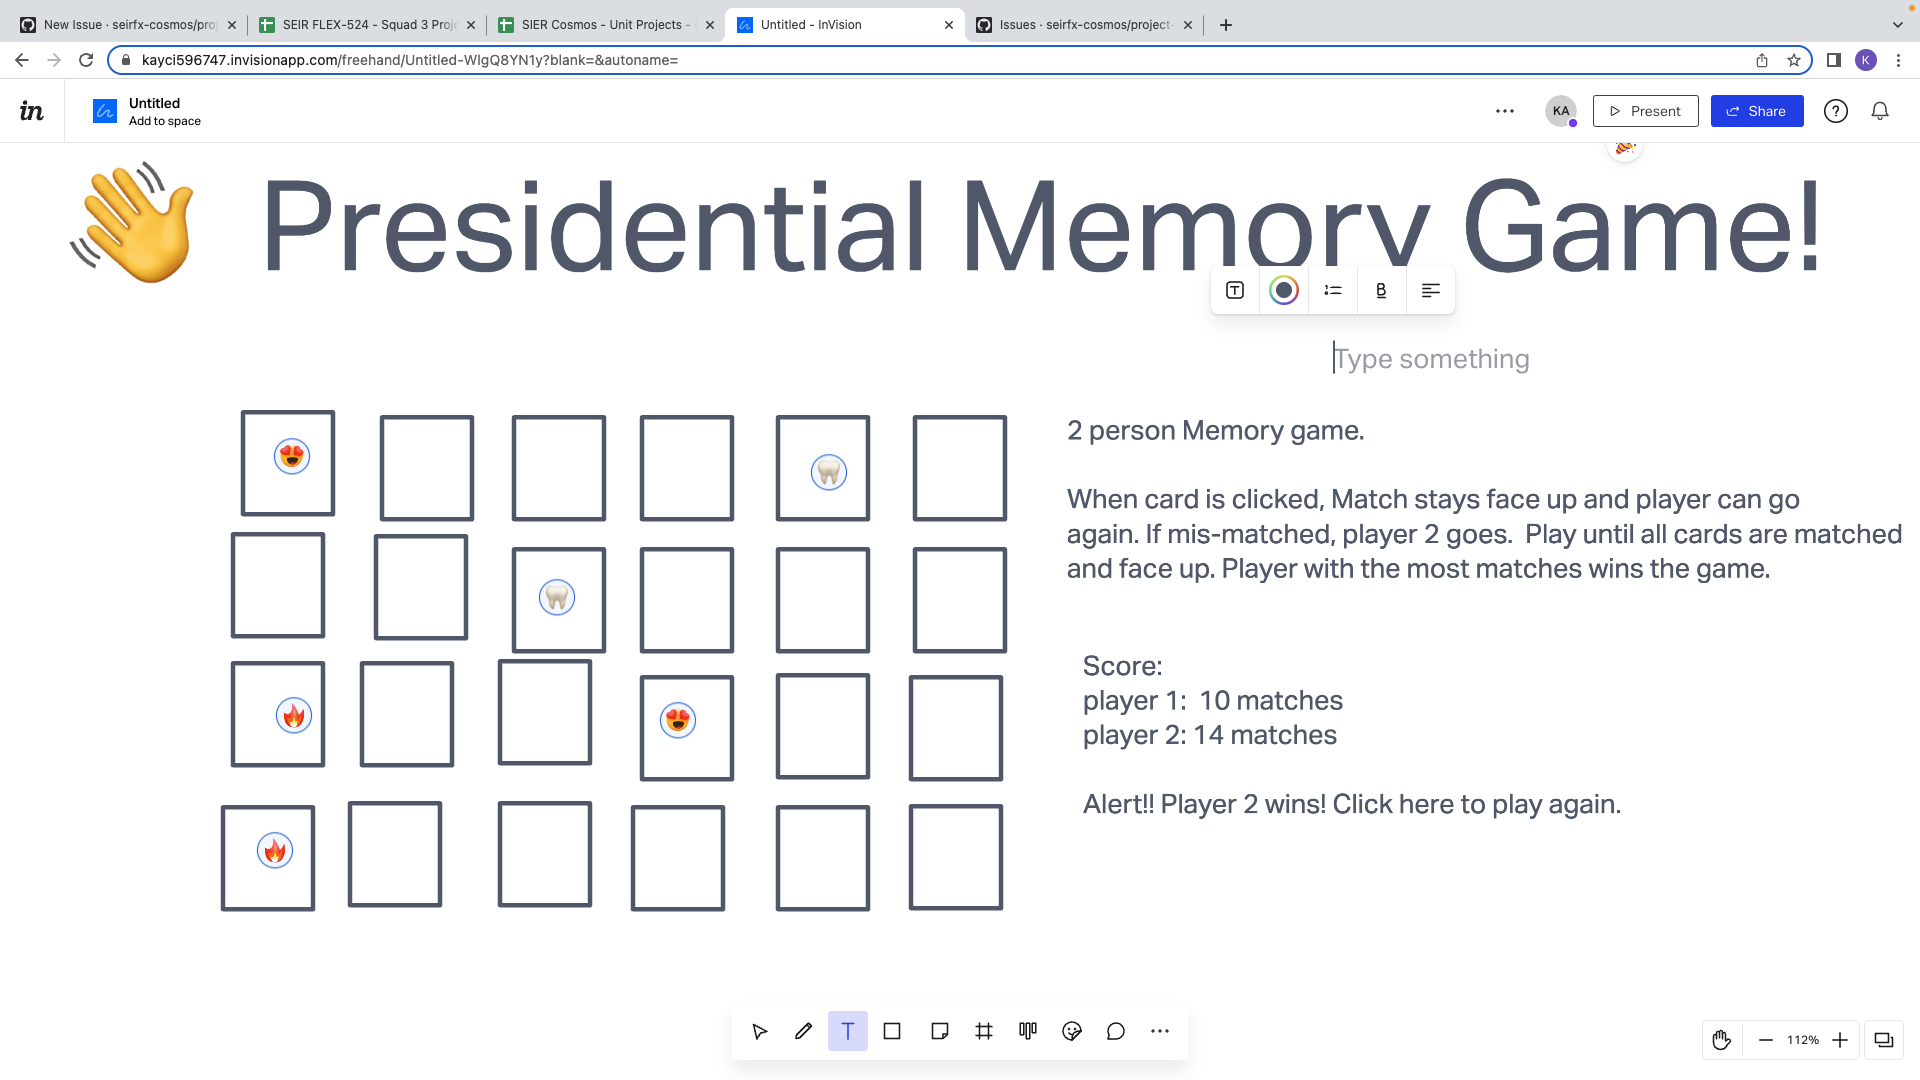 New Issue · seirfx-cosmos/proj
SEIR FLEX-524 - Squad 3 Proje
SIER Cosmos - Unit Projects -
Untitled - InVision
Issues · seirfx-cosmos/project-
kayci596747.invisionapp.com/freehand/Untitled-WlgQ8YN1y?blank=&autoname=
K
in
Untitled
Add to space
KA
Present
Share
Presidential Memory Game!
Type something
2 person Memory game.
When card is clicked, Match stays face up and player can go
again. If mis-matched, player 2 goes.  Play until all cards are matched
and face up. Player with the most matches wins the game.
Score:
player 1:  10 matches
player 2: 14 matches
Alert!! Player 2 wins! Click here to play again.
112%